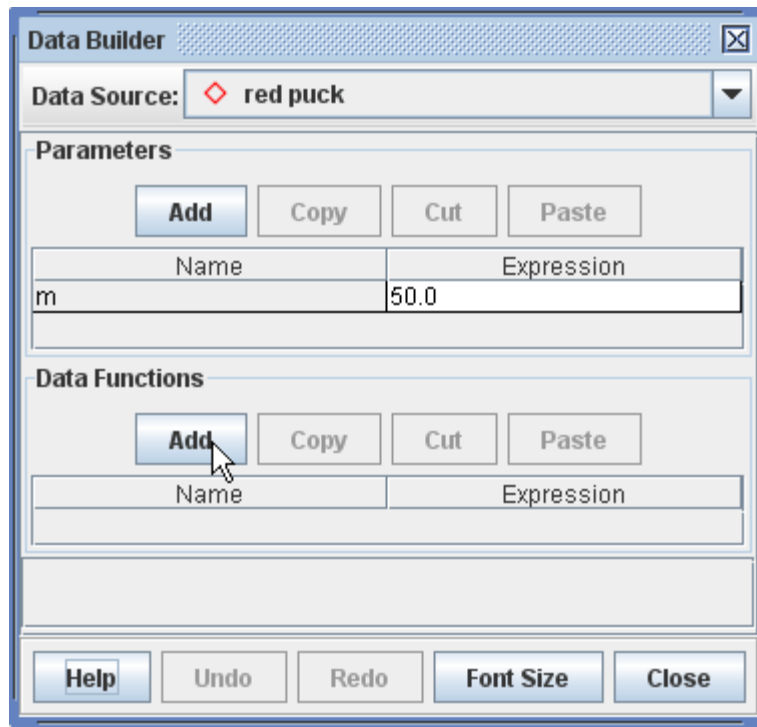 Data Builder
Data Source: red puck
Parameters
Add Copy Cut Paste
Name Expression
m 50.0
Data Functions
Add Copy Cut Paste
Name Expression
Help Undo Redo Font Size Close